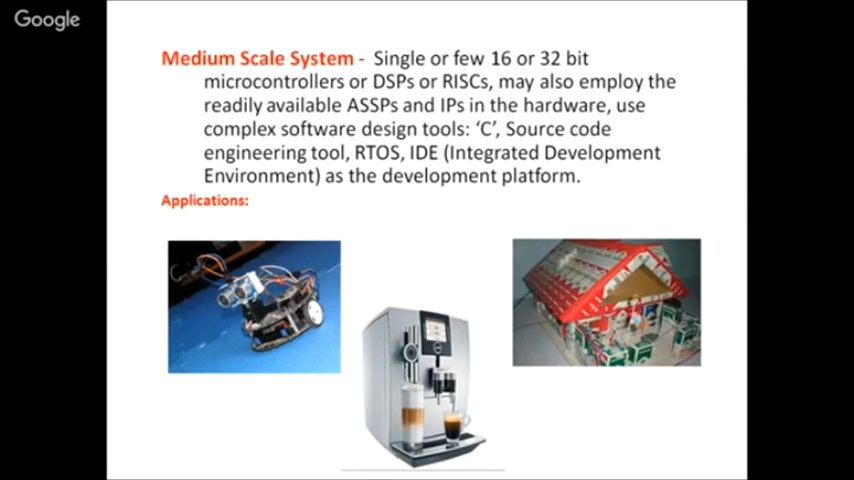 Google
Medium Scale System - Single or few 16 or 32 bit
microcontrollers or DSPs or RISCs, may also employ the
readily available ASSPs and IPs in the hardware, use
complex software design tools: ‘C’, Source code
engineering tool, RTOS, IDE (Integrated Development
Environment) as the development platform.
Applications: